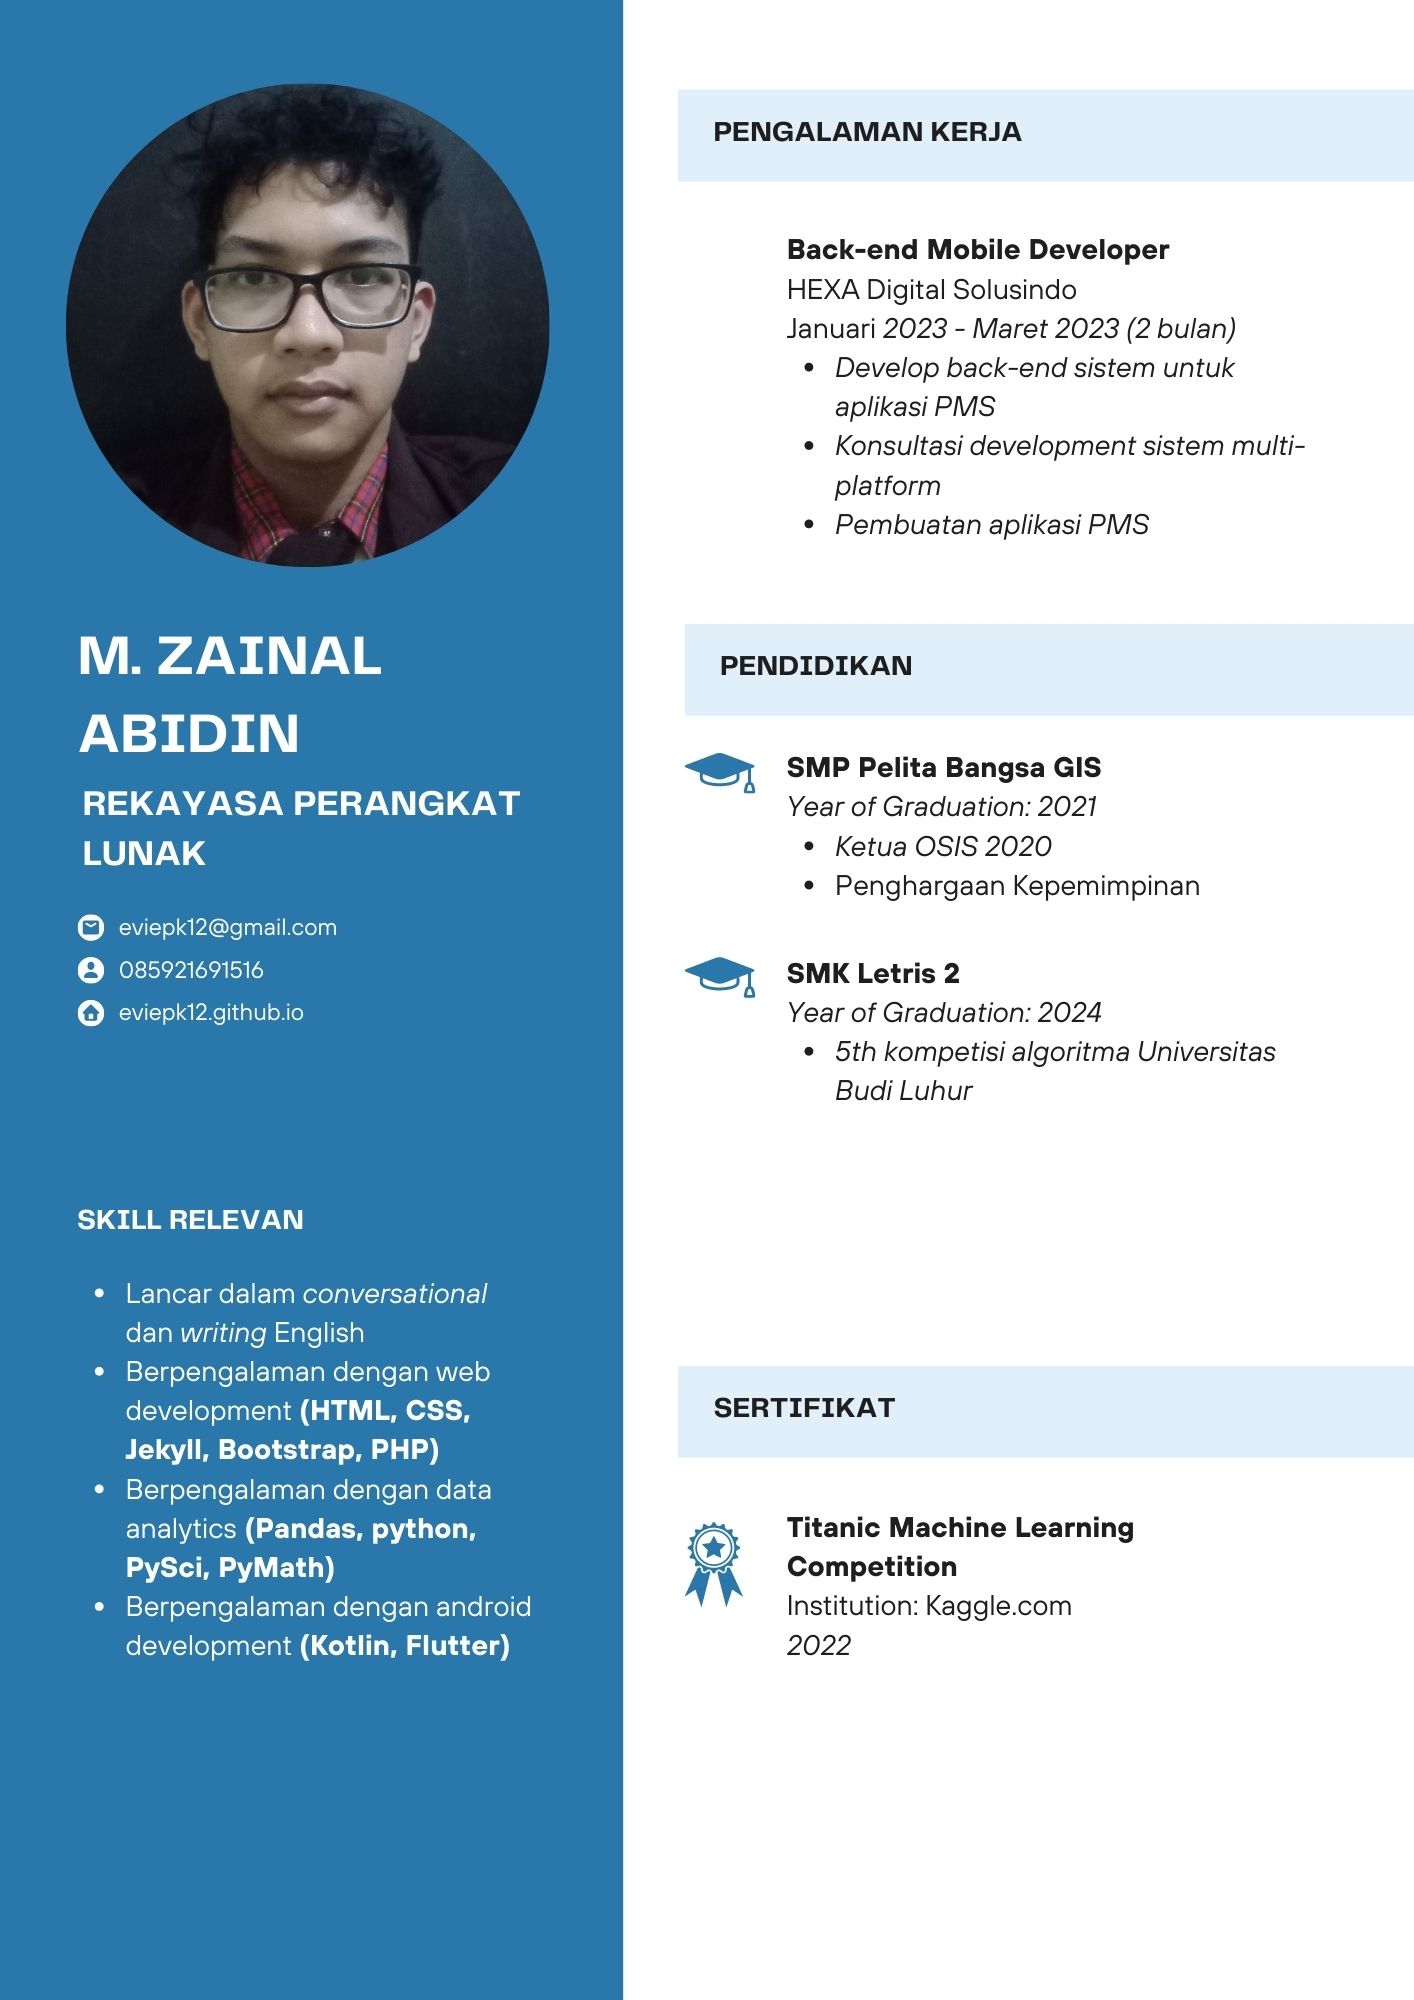 M. ZAINAL
ABIDIN
REKAYASA PERANGKAT
LUNAK
eviepk12@gmail.com
085921691516
eviepk12.github.io
SKILL RELEVAN
• Lancar dalam conversational
dan writing English
• Berpengalaman dengan web
development (HTML, CSS,
Jekyll, Bootstrap, PHP)
• Berpengalaman dengan data
analytics (Pandas, python,
PySci, PyMath)
• Berpengalaman dengan android
development (Kotlin, Flutter)
PENGALAMAN KERJA
Back-end Mobile Developer
HEXA Digital Solusindo
Januari 2023 - Maret 2023 (2 bulan)
• Develop back-end sistem untuk
aplikasi PMS
• Konsultasi development sistem multi-
platform
• Pembuatan aplikasi PMS
PENDIDIKAN
SMP Pelita Bangsa GIS
Year of Graduation: 2021
• Ketua OSIS 2020
• Penghargaan Kepemimpinan
SMK Letris 2
Year of Graduation: 2024
• 5th kompetisi algoritma Universitas
Budi Luhur
SERTIFIKAT
Titanic Machine Learning
Competition
Institution: Kaggle.com
2022